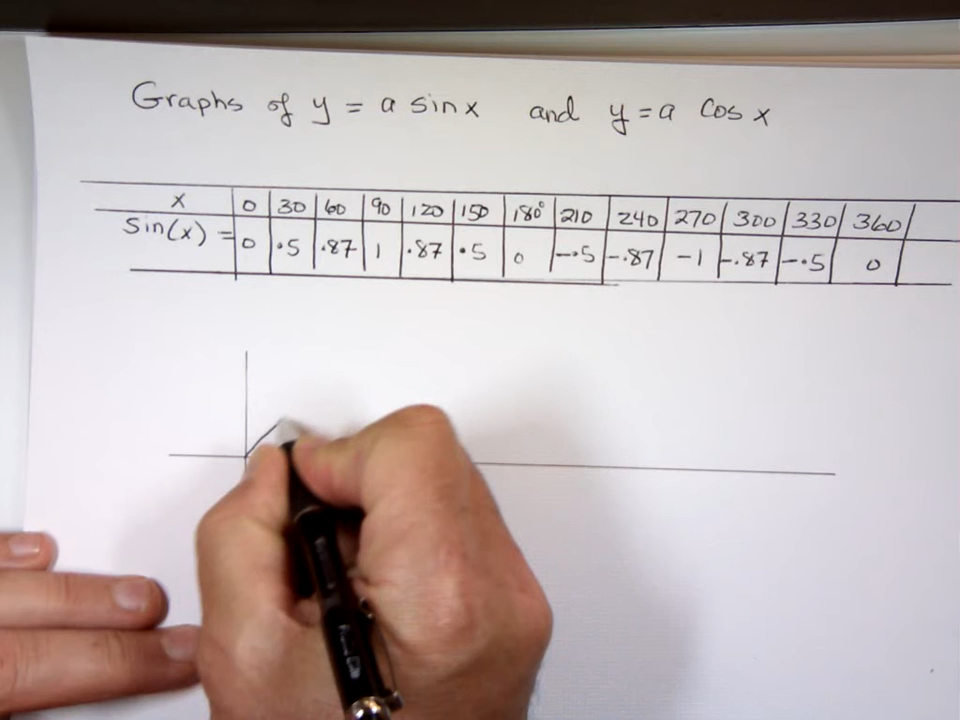 Graphs of y = a sin x and y = a cos x
x 0 30 60 90 120 150 180° 210 240 270 300 330 360
Sin(x) = 0 .5 .87 1 .87 .5 0 -.5 -.87 -1 -.87 -.5 0